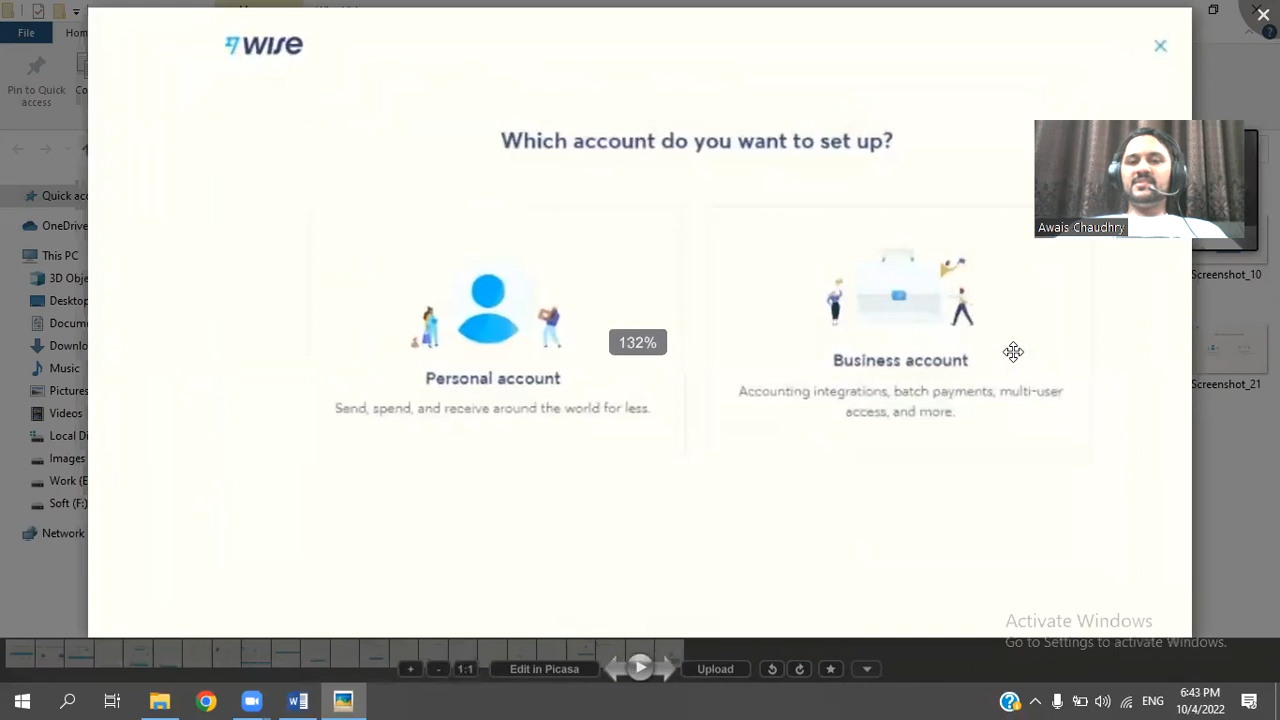 File
Hom
Pin to Quick
access
Quick ac
OneDriv
This PC
3D Obje
Desktop
Docum
Downlo
Music
Pictures
Videos
Local Di
Images
Work (E
Soft (F:)
Network
wise
Which account do you want to set up?
Awais Chaudhry
Personal account
Send, spend, and receive around the world for less.
132%
Business account
Accounting integrations, batch payments, multi-user
access, and more.
Screenshot_10
Screenshot_21
Activate Windows
Go to Settings to activate Windows.
+
-
1:1
Edit in Picasa
Upload
ENG
6:43 PM
10/4/2022